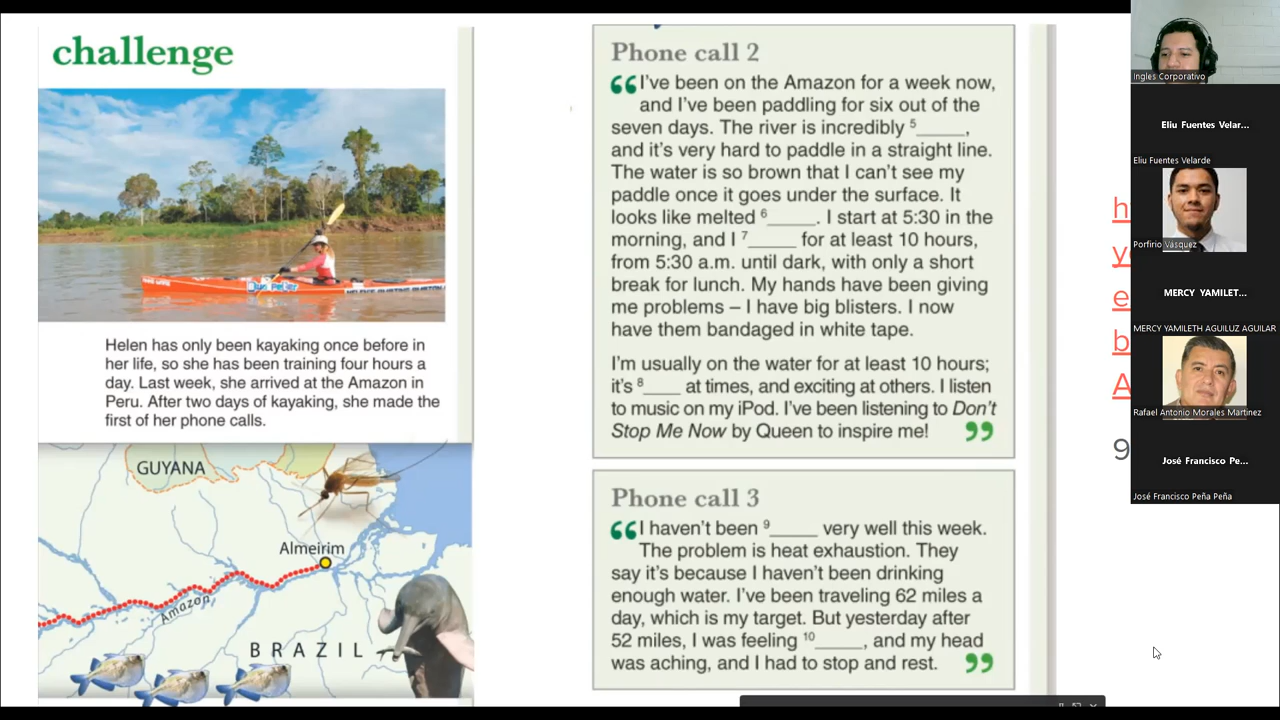 challenge
Helen has only been kayaking once before in
her life, so she has been training four hours a
day. Last week, she arrived at the Amazon in
Peru. After two days of kayaking, she made the
first of her phone calls.
GUYANA
Almeirim
Amazon
BRAZIL
Phone call 2
“I’ve been on the Amazon for a week now,
and I’ve been paddling for six out of the
seven days. The river is incredibly 5_____,
and it’s very hard to paddle in a straight line.
The water is so brown that I can’t see my
paddle once it goes under the surface. It
looks like melted 6_____. I start at 5:30 in the
morning, and I 7_____ for at least 10 hours,
from 5:30 a.m. until dark, with only a short
break for lunch. My hands have been giving
me problems – I have big blisters. I now
have them bandaged in white tape.
I’m usually on the water for at least 10 hours;
it’s 8____ at times, and exciting at others. I listen
to music on my iPod. I’ve been listening to Don’t
Stop Me Now by Queen to inspire me! ”
Phone call 3
“I haven’t been 9_____ very well this week.
The problem is heat exhaustion. They
say it’s because I haven’t been drinking
enough water. I’ve been traveling 62 miles a
day, which is my target. But yesterday after
52 miles, I was feeling 10_____, and my head
was aching, and I had to stop and rest. ”
h
y
e
b
A
9
Ingles Corporativo
Eliu Fuentes Velar...
Eliu Fuentes Velarde
Porfirio Vasquez
MERCY YAMILET...
MERCY YAMILETH AGUILUZ AGUILAR
Rafael Antonio Morales Martinez
José Francisco Pe...
José Francisco Peña Peña